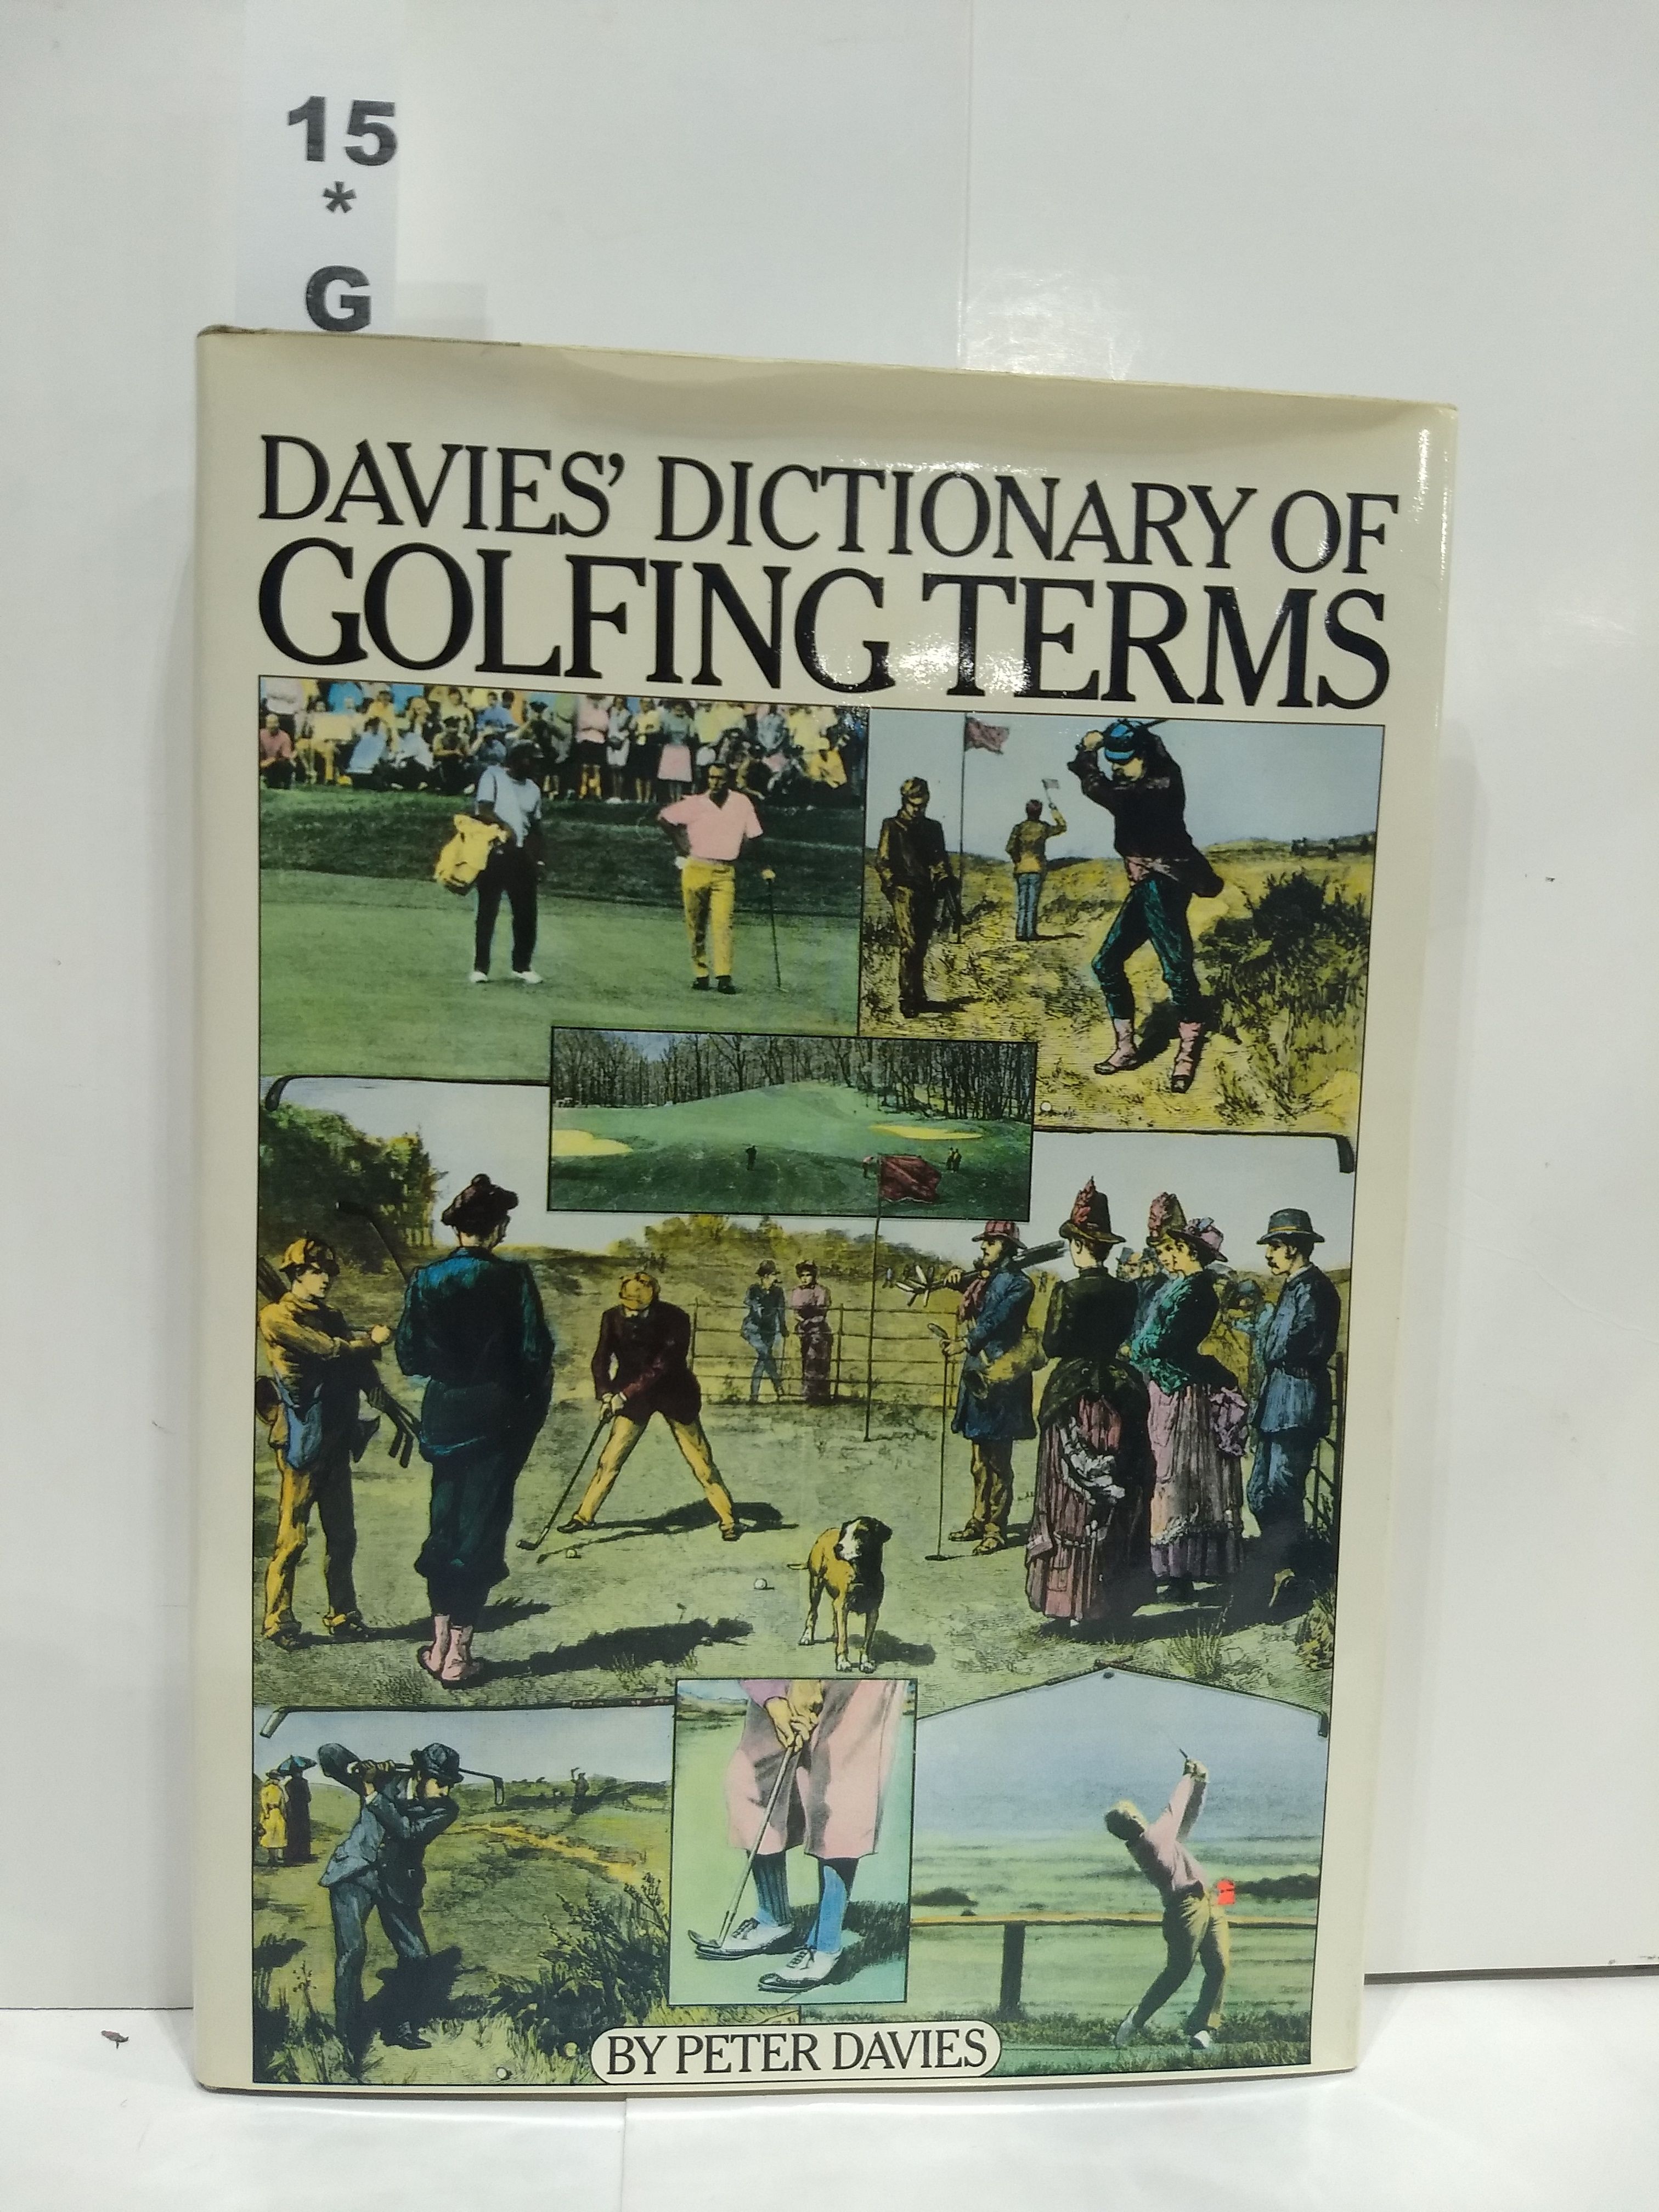 15
*
G
DAVIES' DICTIONARY OF
GOLFING TERMS
BY PETER DAVIES